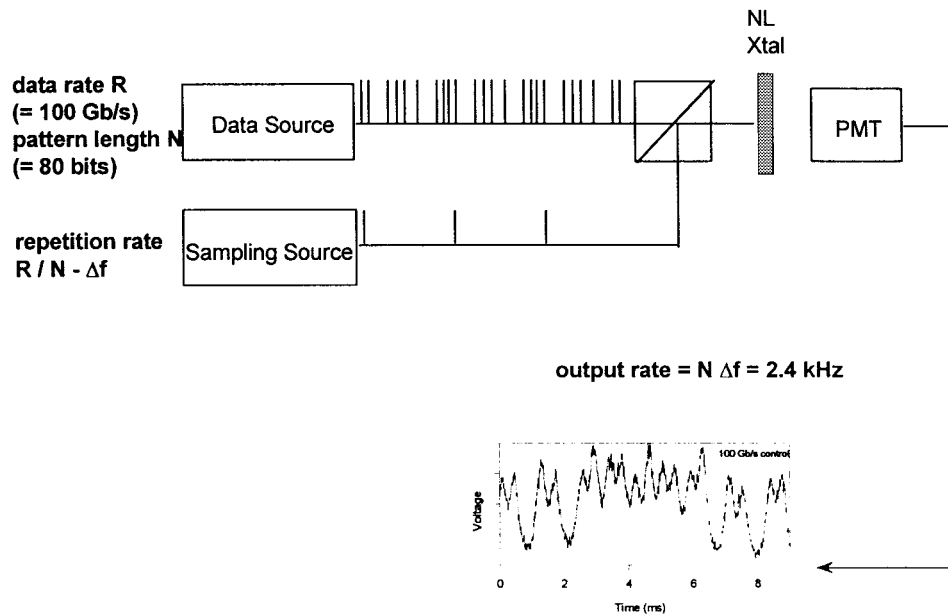 NL
Xtal
data rate R
(= 100 Gb/s)
pattern length N
(= 80 bits)
Data Source
PMT
repetition rate
R / N - Δf
Sampling Source
output rate = N Δf = 2.4 kHz
100 Gb/s control
Voltage
0 2 4 6 8
Time (ms)